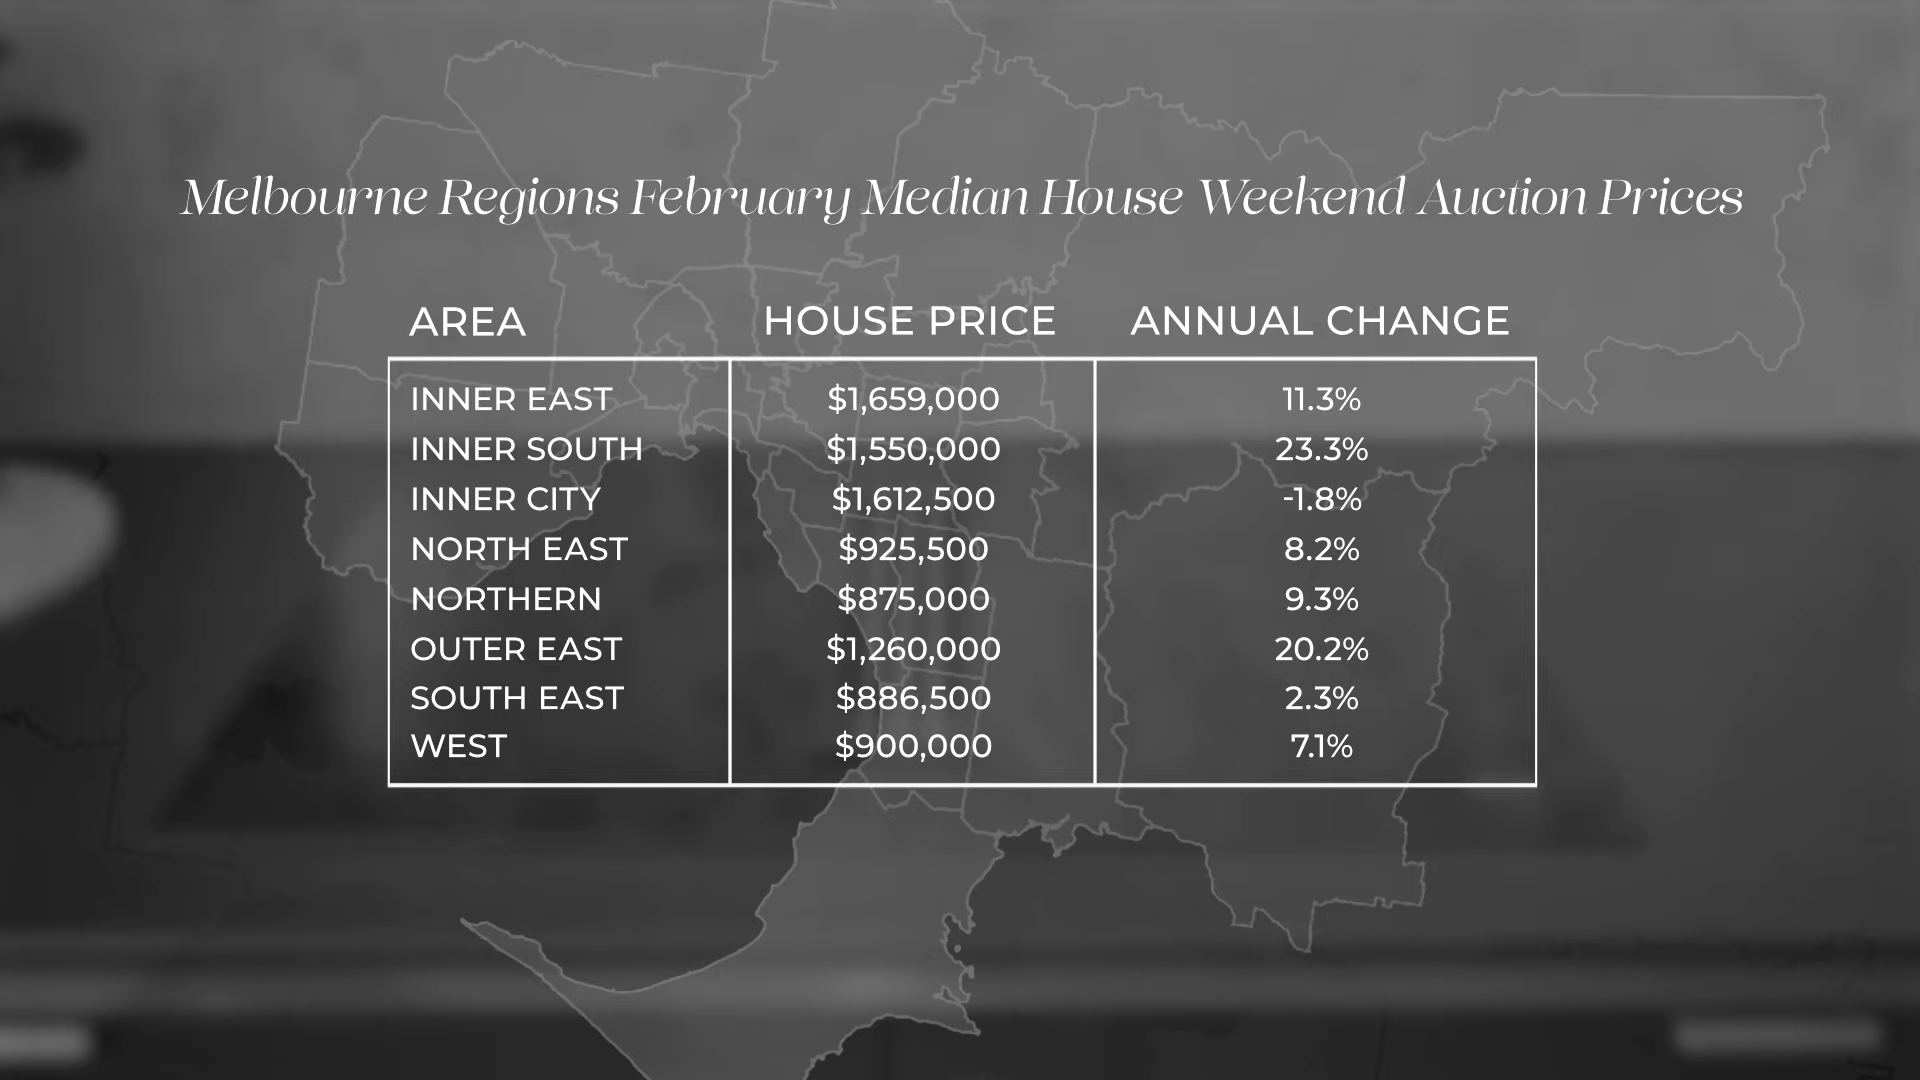 Melbourne Regions February Median House Weekend Auction Prices
AREA HOUSE PRICE ANNUAL CHANGE
INNER EAST $1,659,000 11.3%
INNER SOUTH $1,550,000 23.3%
INNER CITY $1,612,500 -1.8%
NORTH EAST $925,500 8.2%
NORTHERN $875,000 9.3%
OUTER EAST $1,260,000 20.2%
SOUTH EAST $886,500 2.3%
WEST $900,000 7.1%